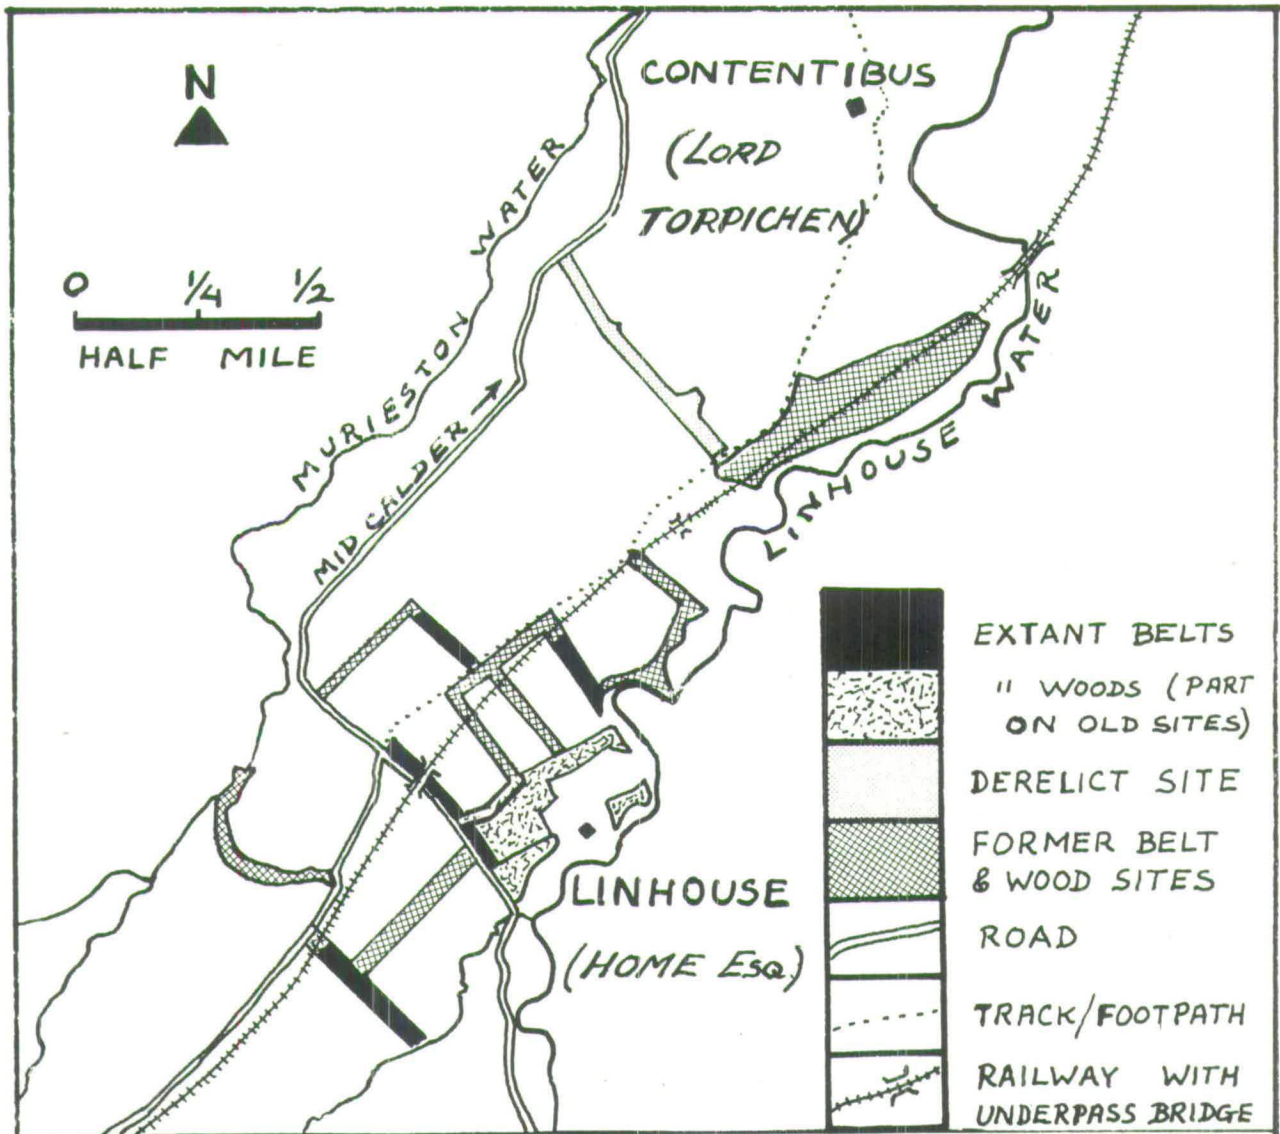 N
CONTENTIBUS
(LORD
TORPICHEN)
MURIESTON WATER
0 1/4 1/2
HALF MILE
MID CALDER
LINHOUSE WATER
LINHOUSE
(HOME ESQ.)
EXTANT BELTS
" WOODS (PART
ON OLD SITES)
DERELICT SITE
FORMER BELT
& WOOD SITES
ROAD
TRACK/FOOTPATH
RAILWAY WITH
UNDERPASS BRIDGE